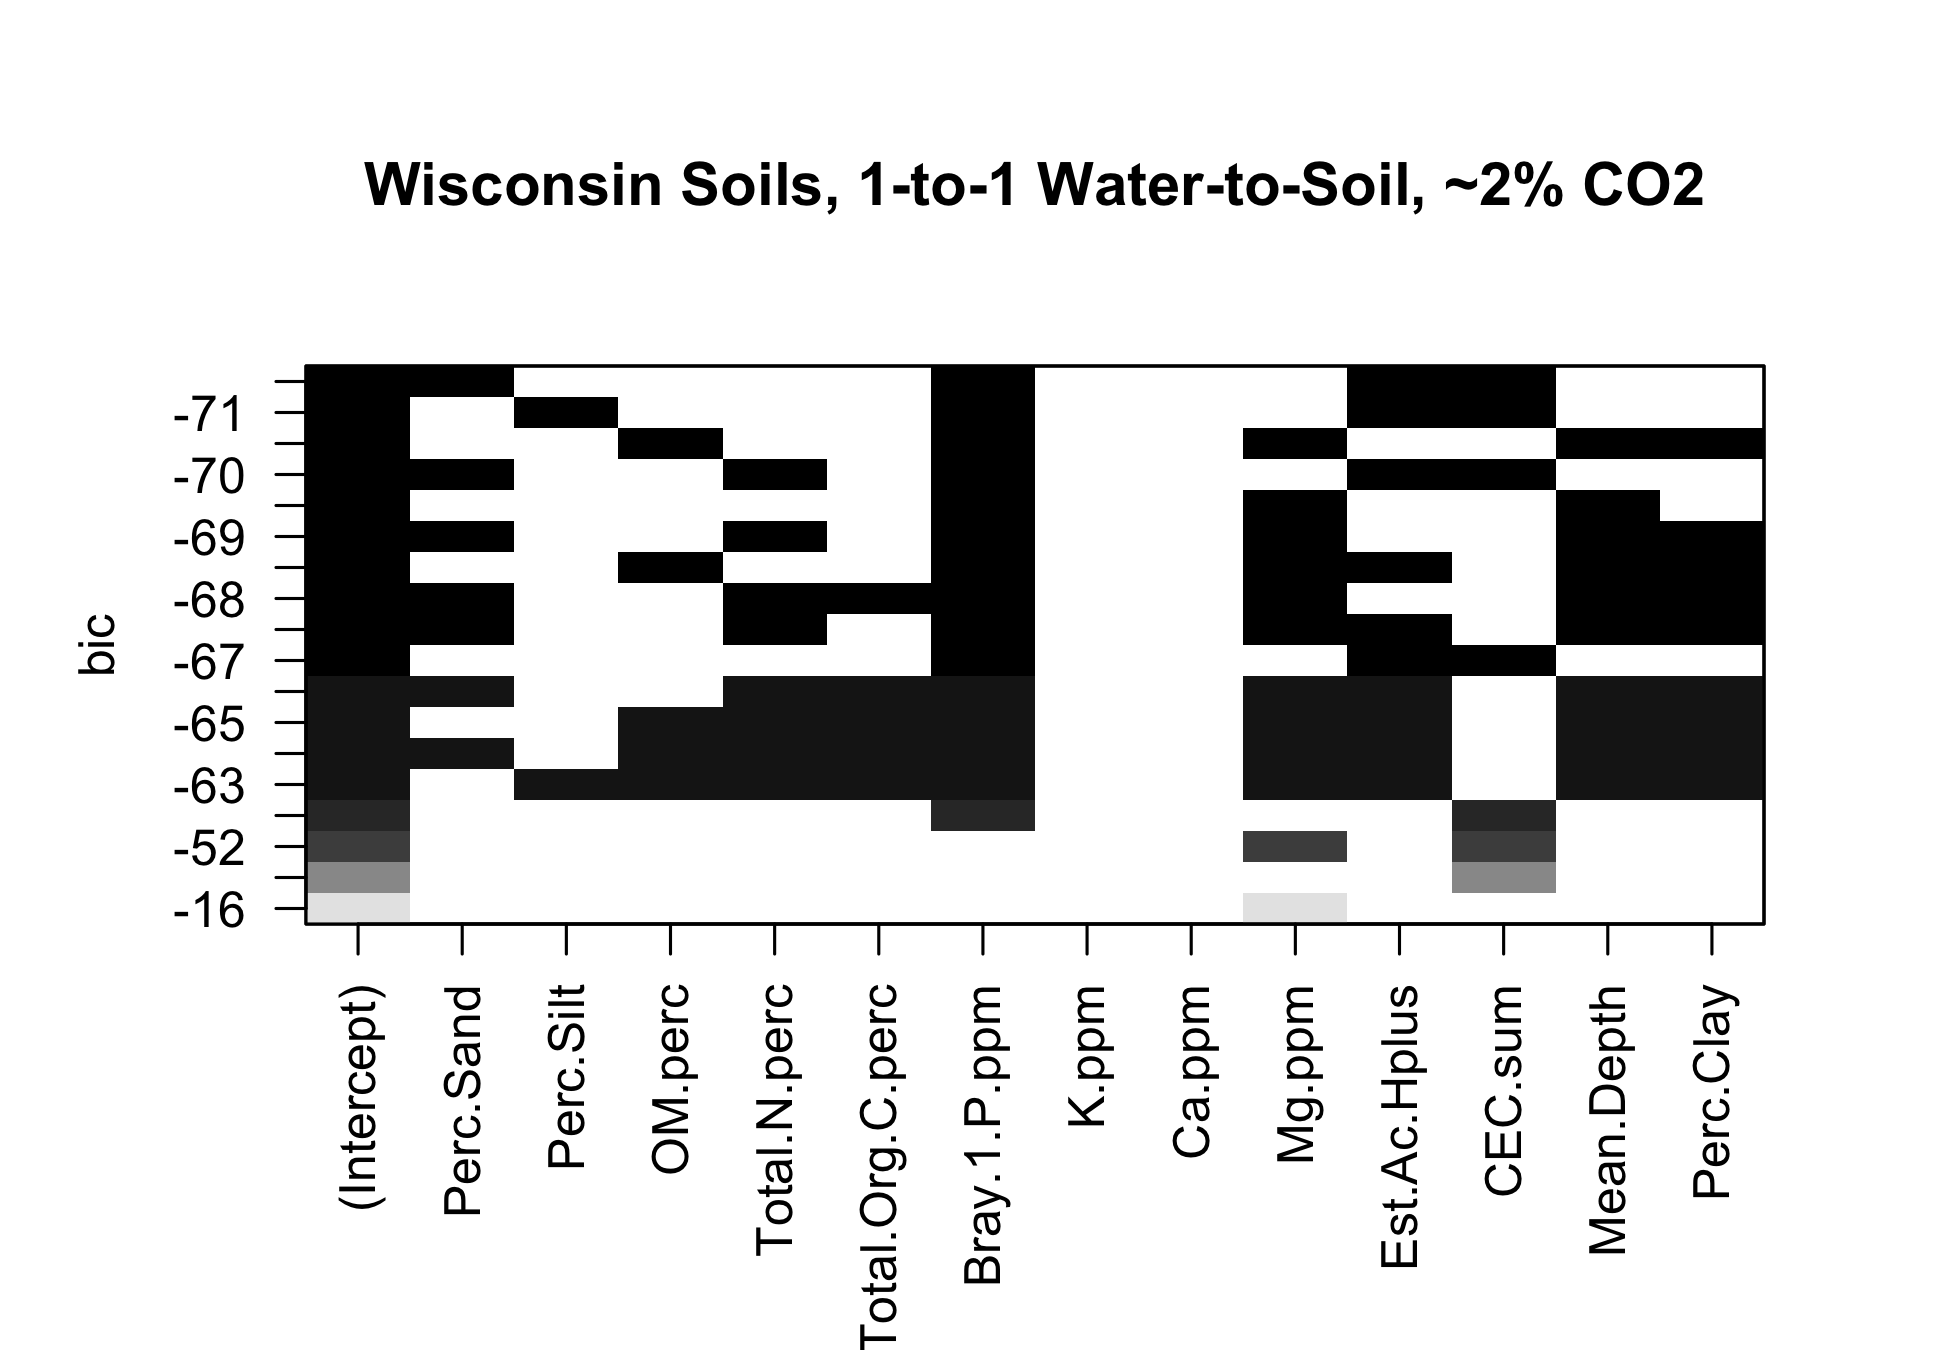 Wisconsin Soils, 1-to-1 Water-to-Soil, ~2% CO2
bic
-71
-70
-69
-68
-67
-65
-63
-52
-16
(Intercept)
Perc.Sand
Perc.Silt
OM.perc
Total.N.perc
Total.Org.C.perc
Bray.1.P.ppm
K.ppm
Ca.ppm
Mg.ppm
Est.Ac.Hplus
CEC.sum
Mean.Depth
Perc.Clay